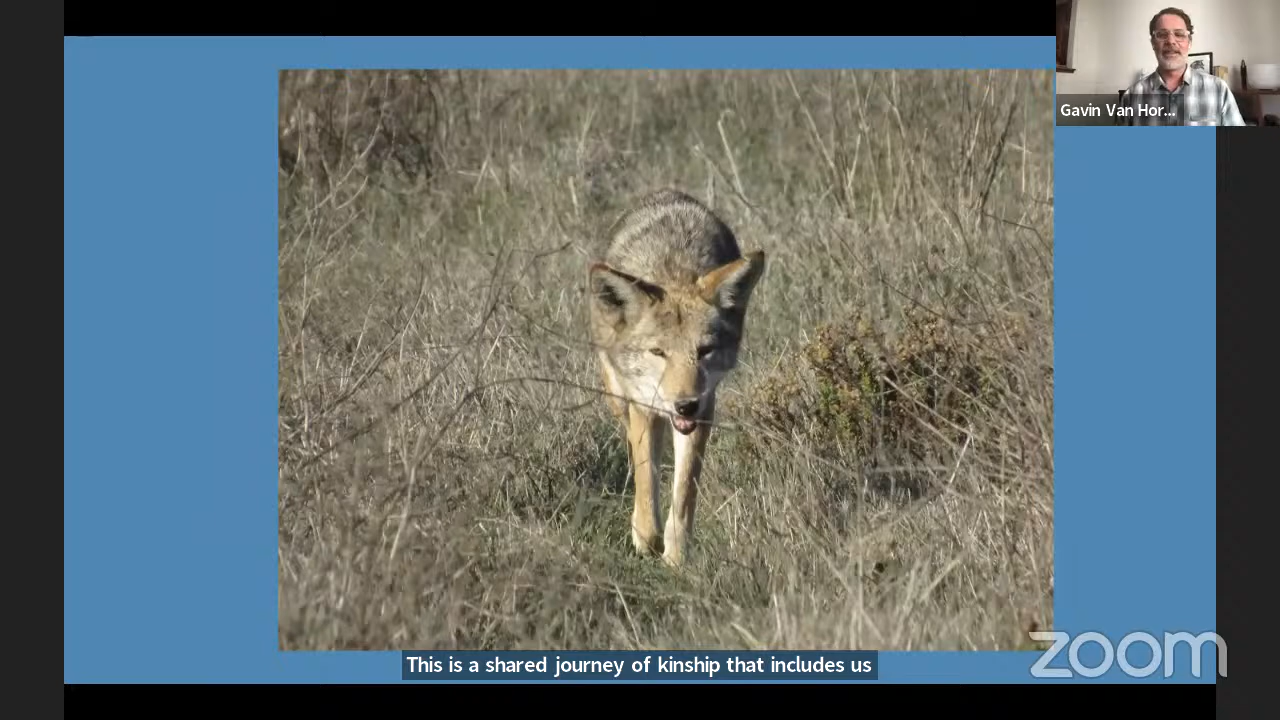 Gavin Van Hor...
This is a shared journey of kinship that includes us
zoom